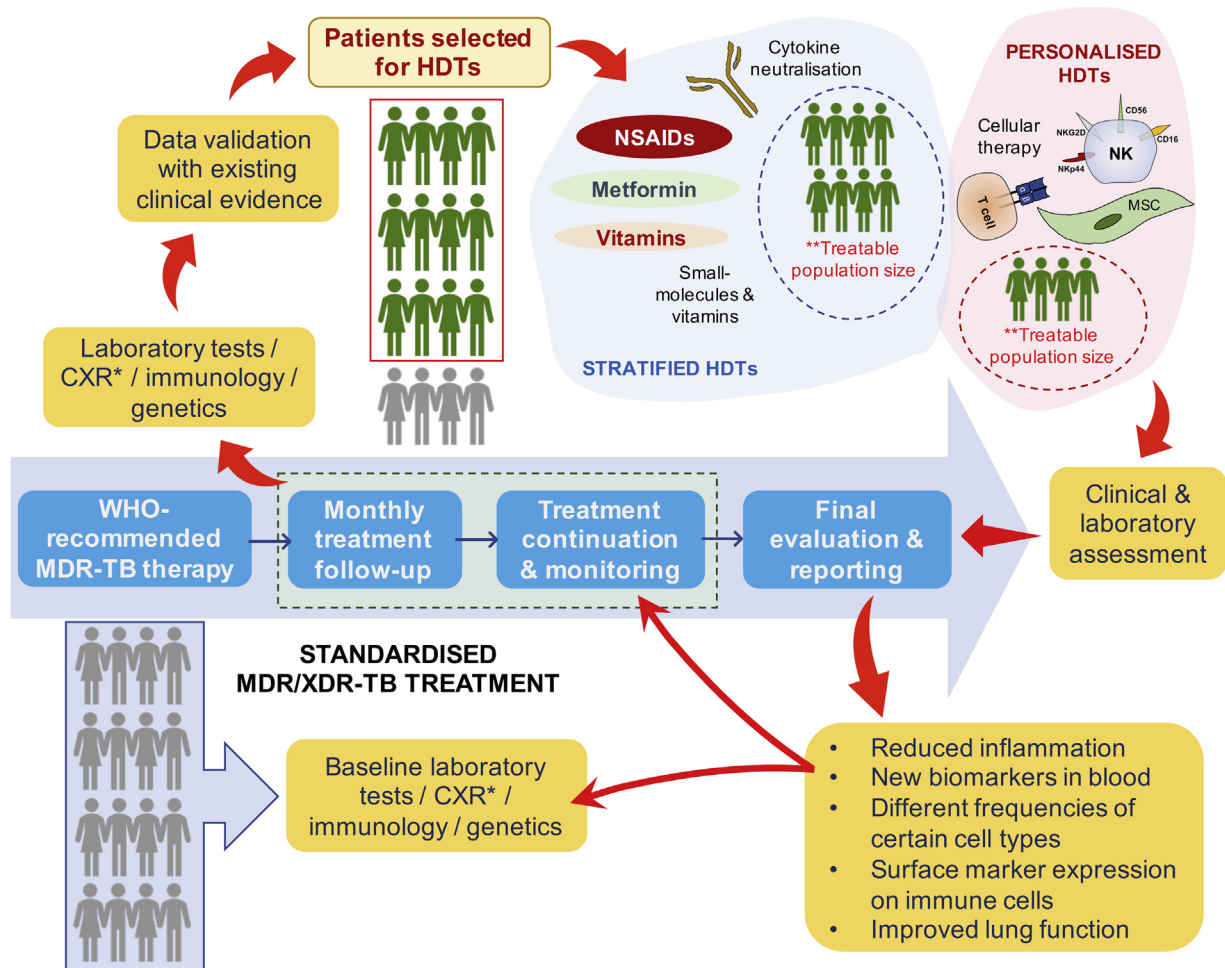 Patients selected
for HDTs
Data validation
with existing
clinical evidence
Laboratory tests /
CXR* / immunology /
genetics
Cytokine
neutralisation
NSAIDs
Metformin
Vitamins
Small-
molecules &
vitamins
**Treatable
population size
STRATIFIED HDTs
PERSONALISED
HDTs
Cellular
therapy
CD56
NKG2D
CD16
NK
NKp44
T cell
MSC
**Treatable
population size
WHO-
recommended
MDR-TB therapy
Monthly
treatment
follow-up
Treatment
continuation
& monitoring
Final
evaluation &
reporting
Clinical &
laboratory
assessment
STANDARDISED
MDR/XDR-TB TREATMENT
Baseline laboratory
tests / CXR* /
immunology / genetics
• Reduced inflammation
• New biomarkers in blood
• Different frequencies of
certain cell types
• Surface marker expression
on immune cells
• Improved lung function